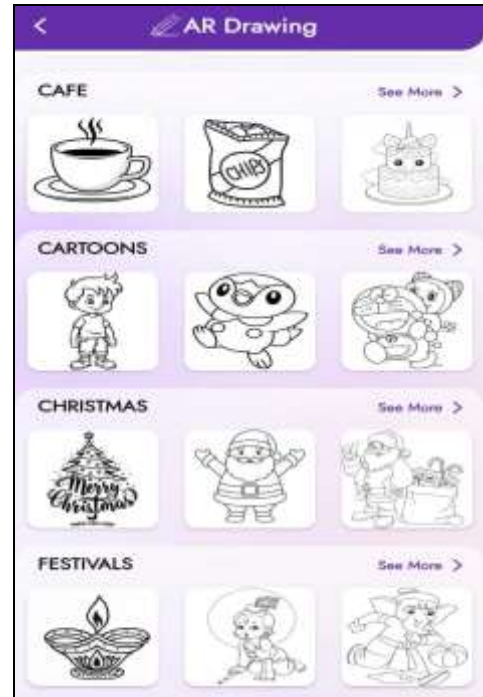 AR Drawing
CAFE See More >
CHIPS
CARTOONS See More >
CHRISTMAS See More >
Merry
Christmas
FESTIVALS See More >